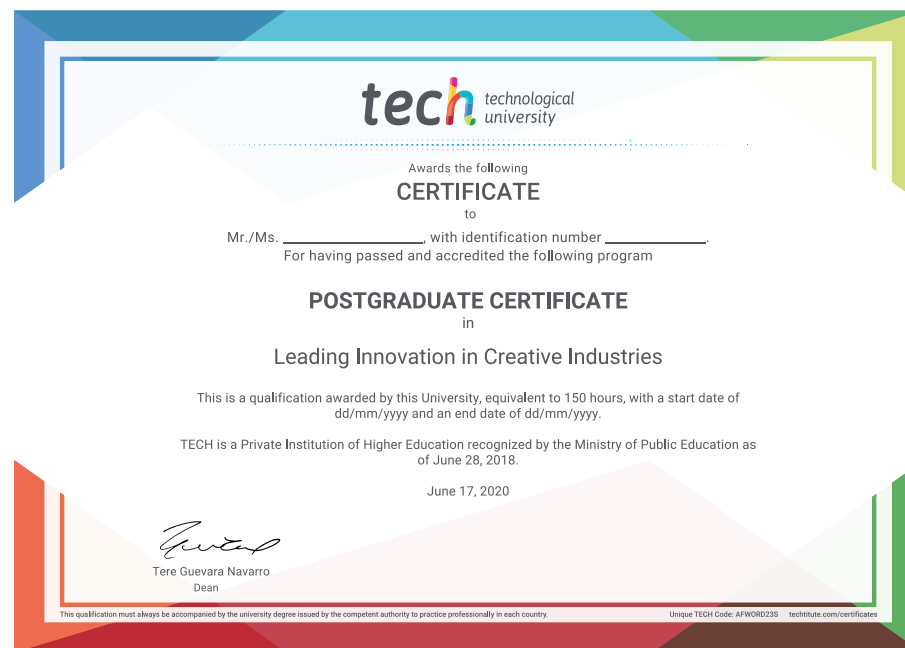 tech technological
university
Awards the following
CERTIFICATE
to
Mr./Ms. ____________________, with identification number ______________.
For having passed and accredited the following program
POSTGRADUATE CERTIFICATE
in
Leading Innovation in Creative Industries
This is a qualification awarded by this University, equivalent to 150 hours, with a start date of
dd/mm/yyyy and an end date of dd/mm/yyyy.
TECH is a Private Institution of Higher Education recognized by the Ministry of Public Education as
of June 28, 2018.
June 17, 2020
Tere Guevara Navarro
Dean
This qualification must always be accompanied by the university degree issued by the competent authority to practice professionally in each country. Unique TECH Code: AFWORD23S techtitute.com/certificates